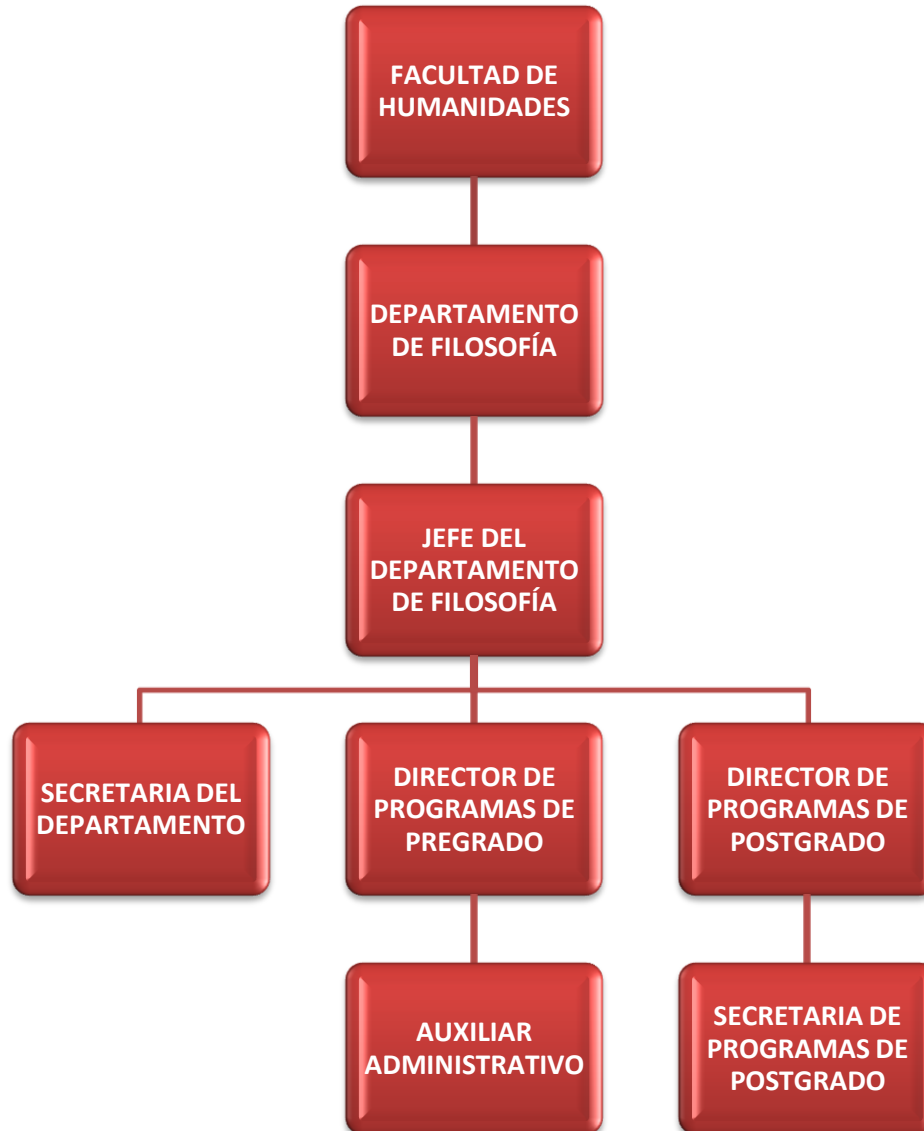 FACULTAD DE
HUMANIDADES
DEPARTAMENTO
DE FILOSOFÍA
JEFE DEL
DEPARTAMENTO
DE FILOSOFÍA
SECRETARIA DEL
DEPARTAMENTO
DIRECTOR DE
PROGRAMAS DE
PREGRADO
DIRECTOR DE
PROGRAMAS DE
POSTGRADO
AUXILIAR
ADMINISTRATIVO
SECRETARIA DE
PROGRAMAS DE
POSTGRADO